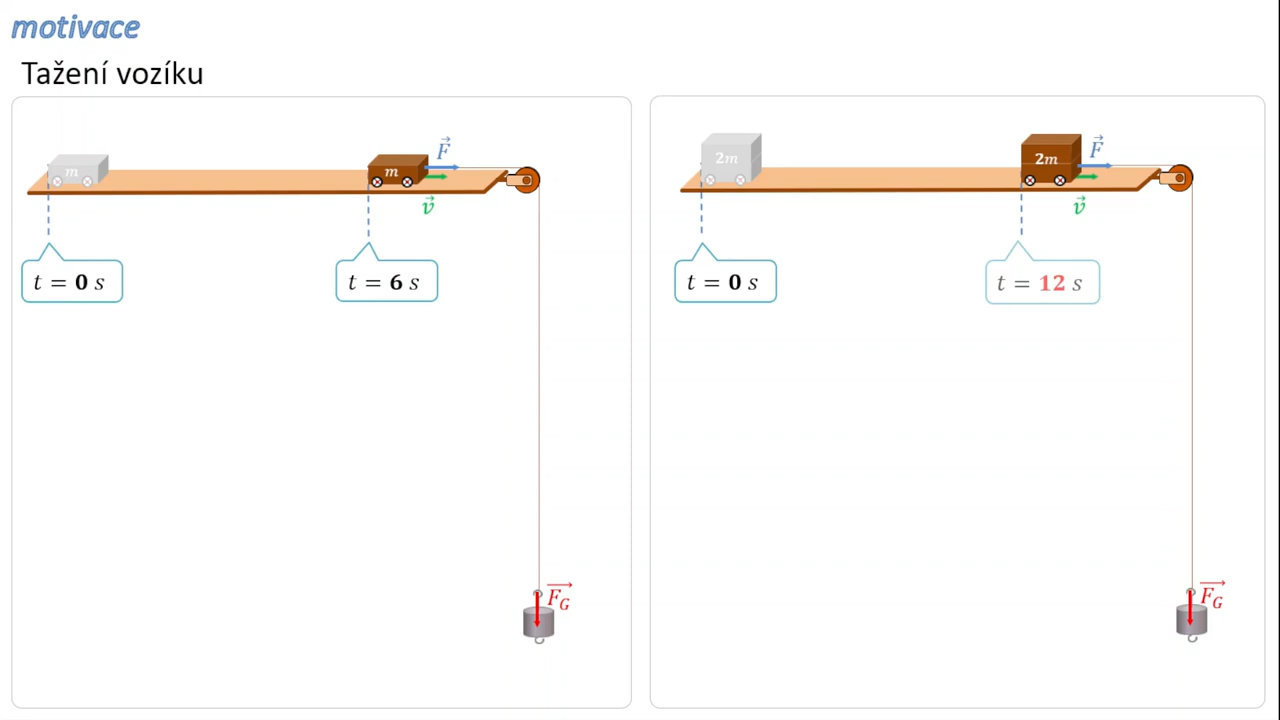 motivace
Tažení vozíku
m
m
F⃗
v⃗
t = 0 s
t = 6 s
F_G⃗
2m
2m
F⃗
v⃗
t = 0 s
t = 12 s
F_G⃗